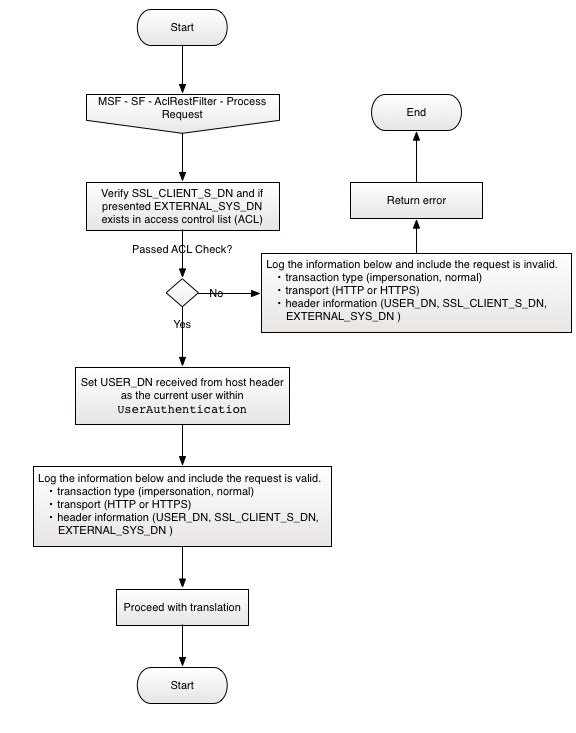 Start
MSF - SF - AclRestFilter - Process
Request
End
Verify SSL_CLIENT_S_DN and if
presented EXTERNAL_SYS_DN
exists in access control list (ACL)
Return error
Passed ACL Check?
No
Log the information below and include the request is invalid.
• transaction type (impersonation, normal)
• transport (HTTP or HTTPS)
• header information (USER_DN, SSL_CLIENT_S_DN,
EXTERNAL_SYS_DN )
Yes
Set USER_DN received from host header
as the current user within
UserAuthentication
Log the information below and include the request is valid.
• transaction type (impersonation, normal)
• transport (HTTP or HTTPS)
• header information (USER_DN, SSL_CLIENT_S_DN,
EXTERNAL_SYS_DN )
Proceed with translation
Start